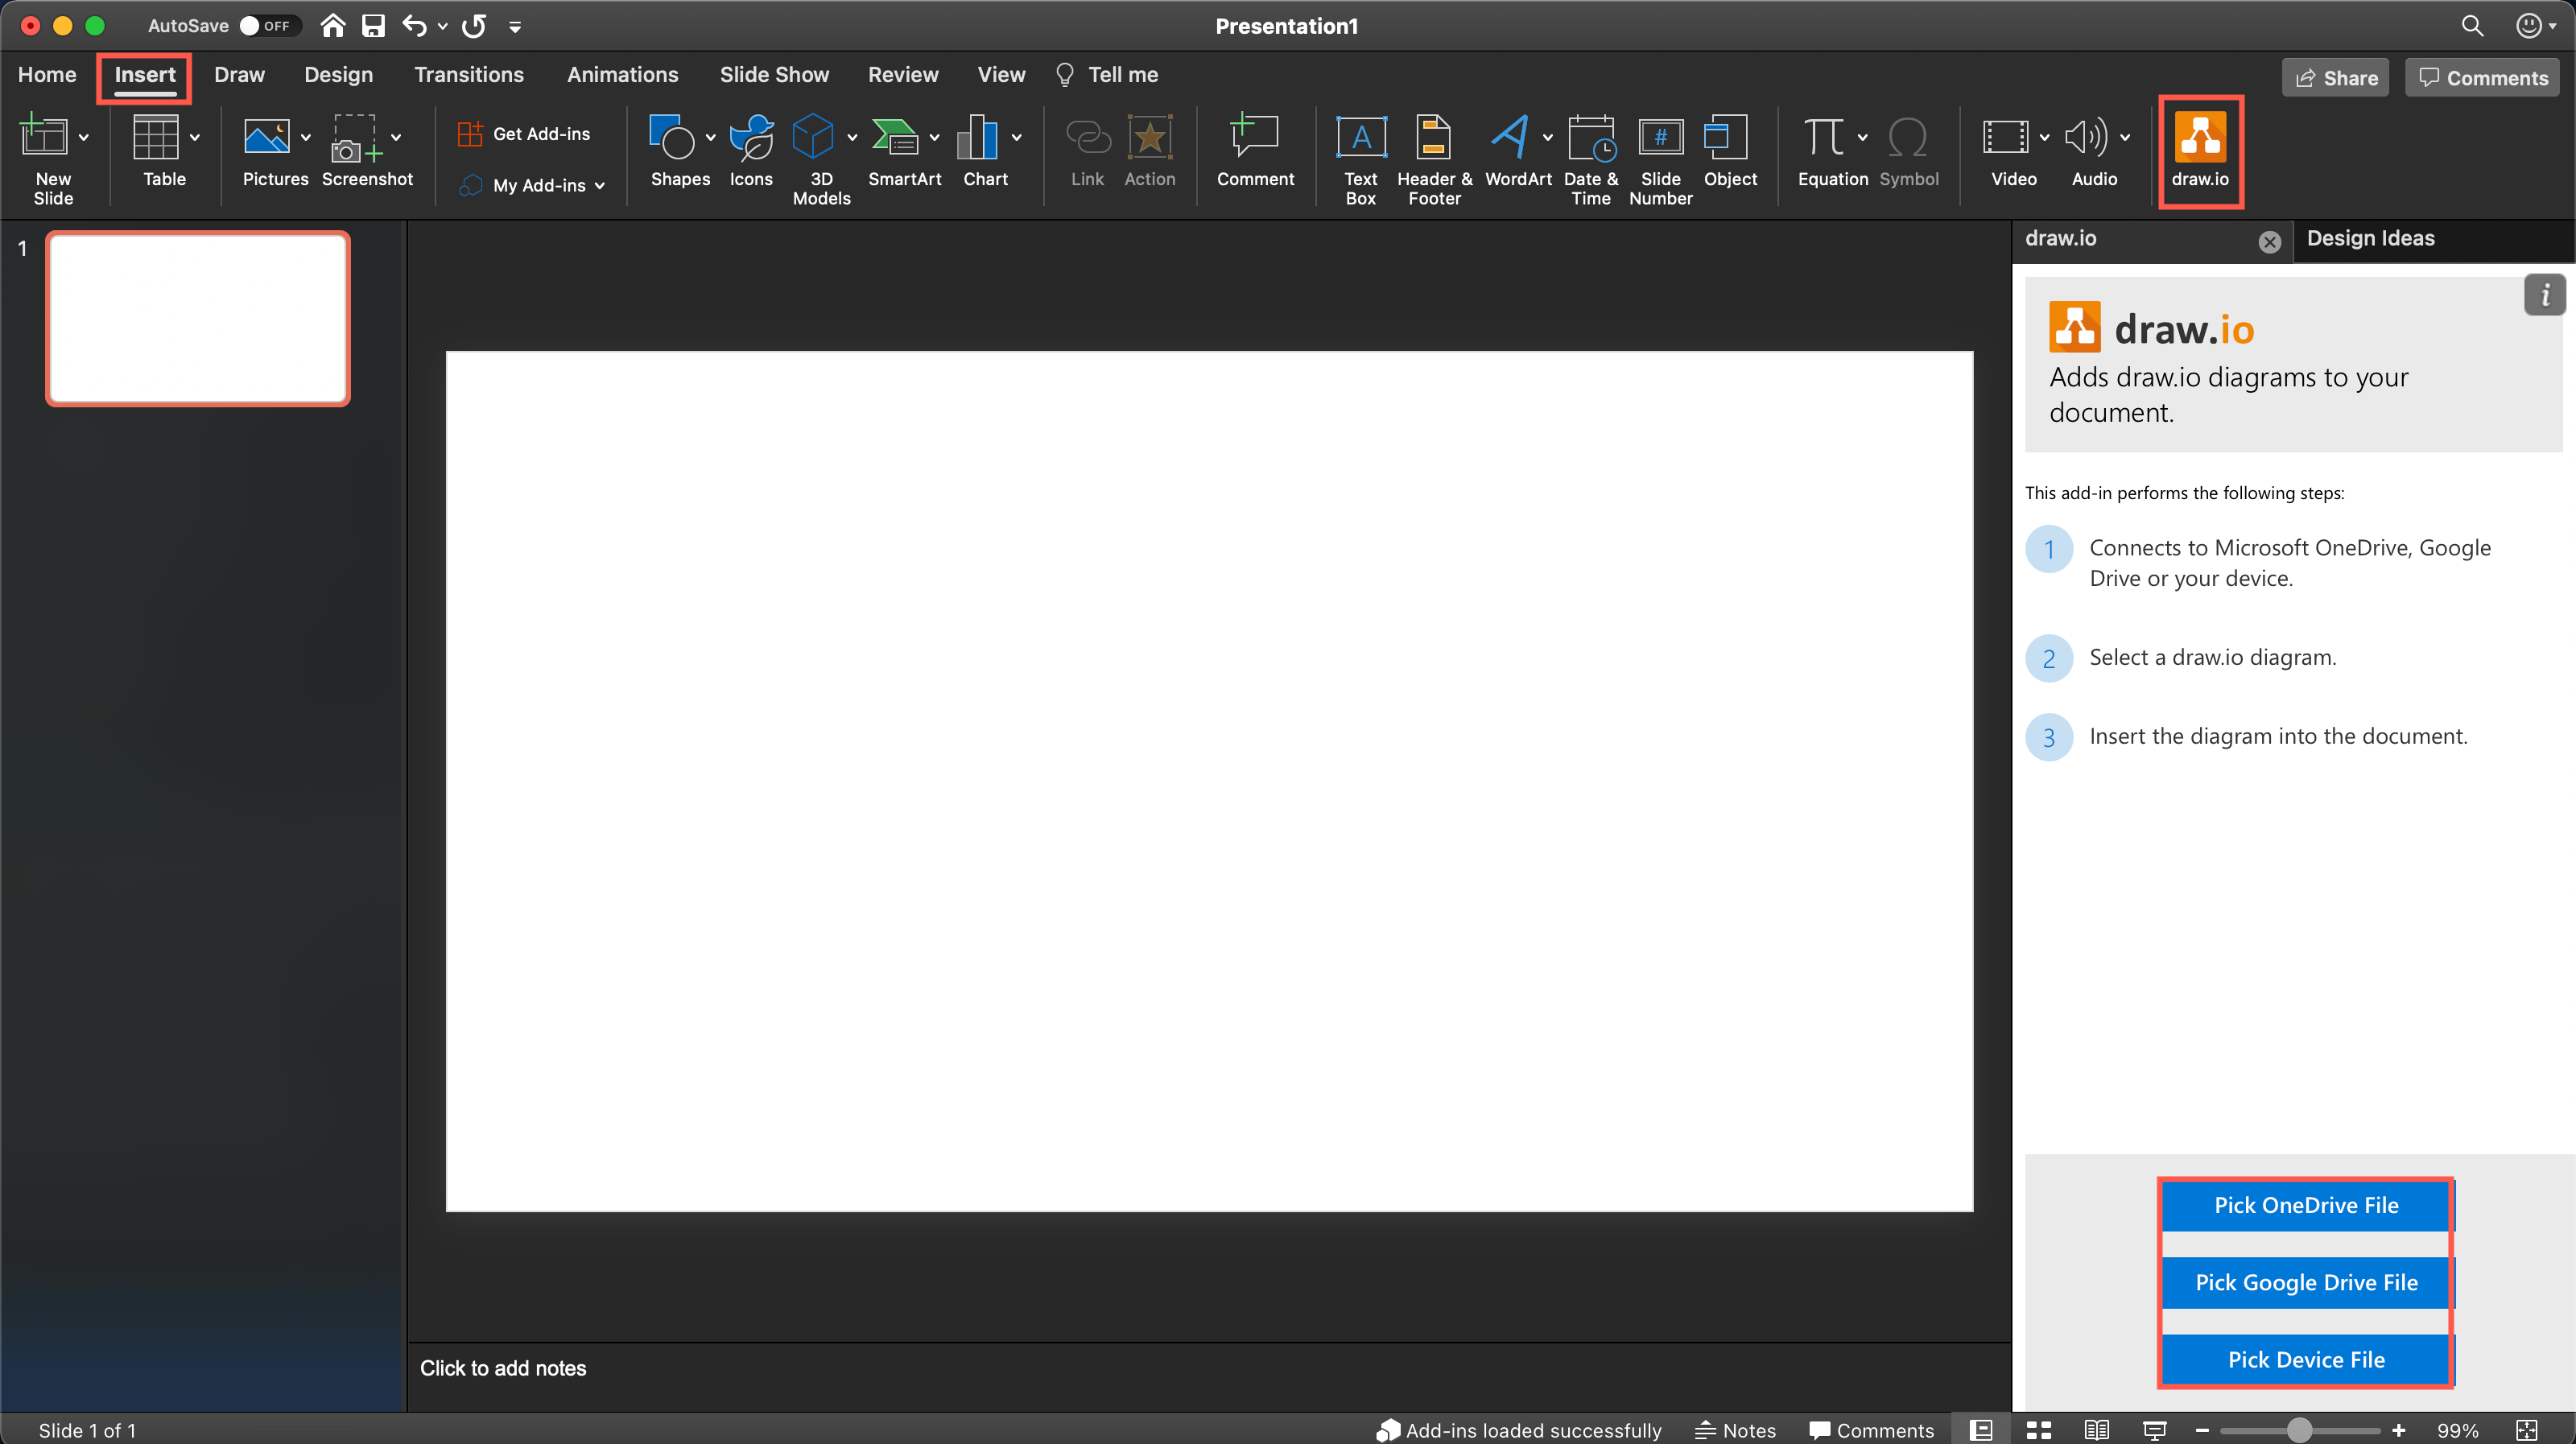 AutoSave OFF
Presentation1
Home Insert Draw Design Transitions Animations Slide Show Review View Tell me
Share Comments
New Slide
Table
Pictures
Screenshot
Get Add-ins
My Add-ins
Shapes
Icons
3D Models
SmartArt
Chart
Link
Action
Comment
Text Box
Header & Footer
WordArt
Date & Time
Slide Number
Object
Equation
Symbol
Video
Audio
draw.io
1
draw.io
Design Ideas
draw.io
Adds draw.io diagrams to your
document.
This add-in performs the following steps:
1 Connects to Microsoft OneDrive, Google
Drive or your device.
2 Select a draw.io diagram.
3 Insert the diagram into the document.
Pick OneDrive File
Pick Google Drive File
Pick Device File
Click to add notes
Slide 1 of 1
Add-ins loaded successfully
Notes
Comments
99%